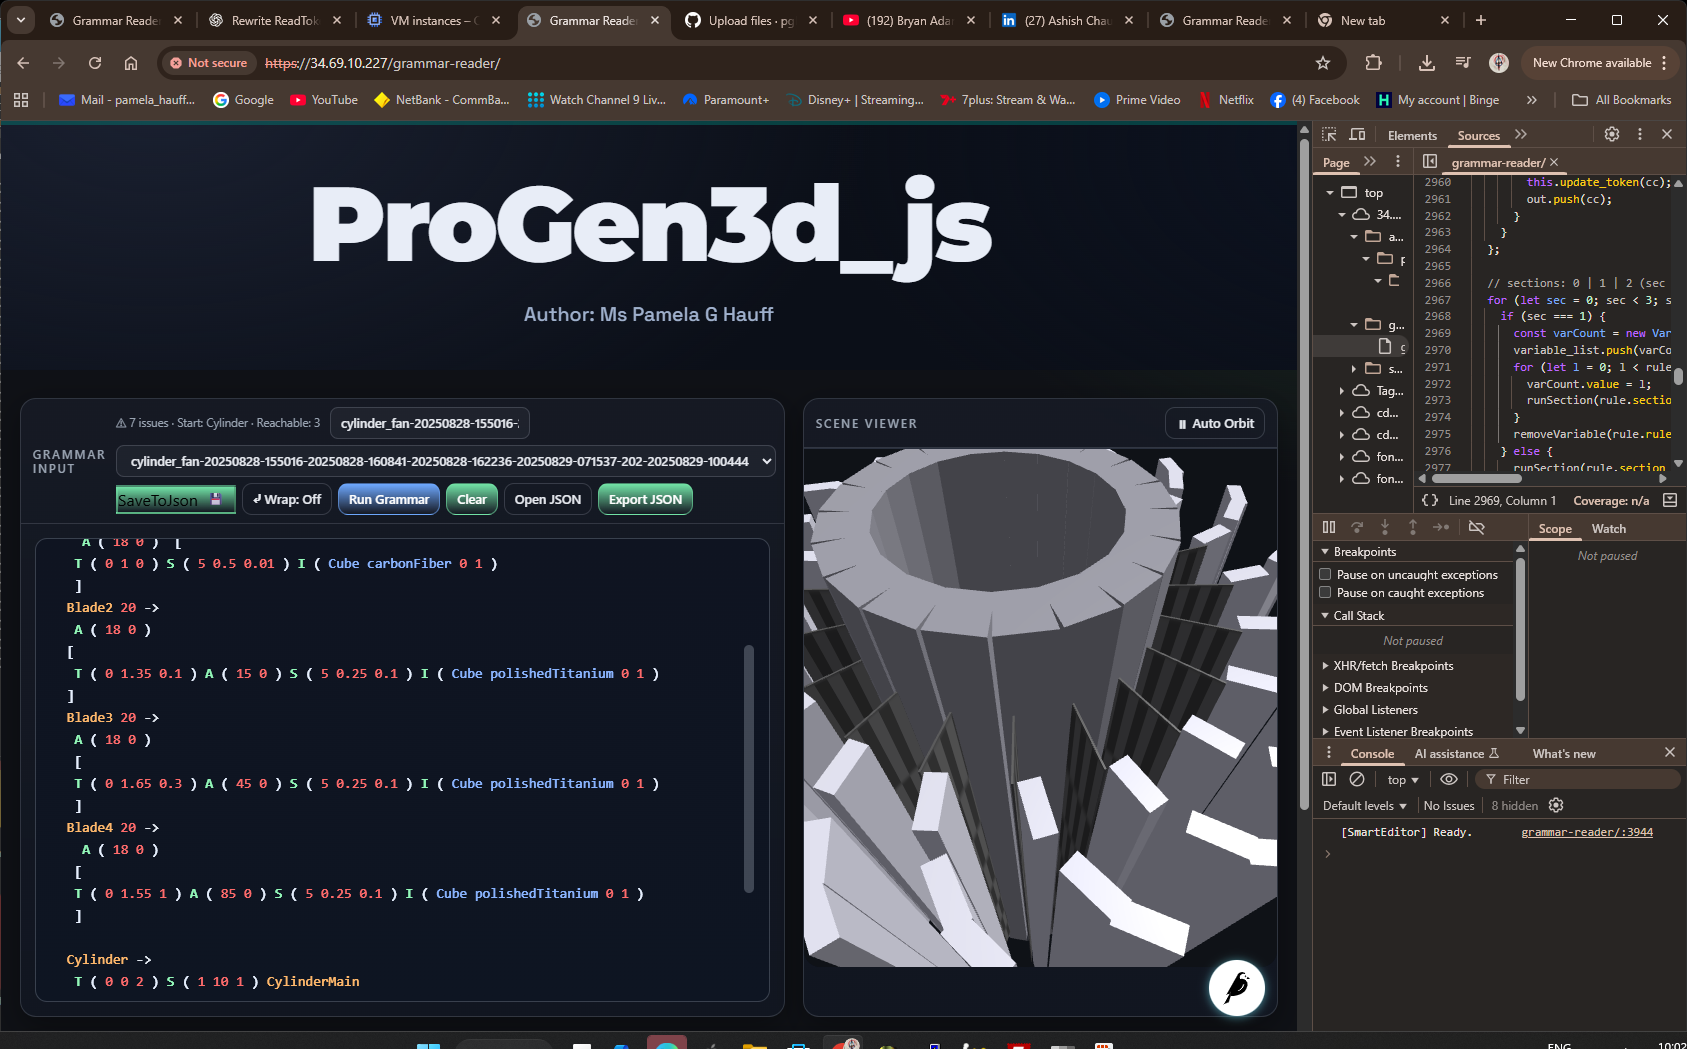 Grammar Reade
Rewrite ReadTok
VM instances –
Grammar Reade
Upload files · pg
(192) Bryan Adar
(27) Ashish Chau
Grammar Reade
New tab
Not secure
https://34.69.10.227/grammar-reader/
New Chrome available
Mail - pamela_hauff...
Google
YouTube
NetBank - CommBa...
Watch Channel 9 Liv...
Paramount+
Disney+ | Streaming...
7plus: Stream & Wa...
Prime Video
Netflix
(4) Facebook
My account | Binge
All Bookmarks
ProGen3d_js
Author: Ms Pamela G Hauff
⚠ 7 issues · Start: Cylinder · Reachable: 3
cylinder_fan-20250828-155016-
GRAMMAR INPUT
cylinder_fan-20250828-155016-20250828-160841-20250828-162236-20250829-071537-202-20250829-100444
SaveToJson 💾
↲ Wrap: Off
Run Grammar
Clear
Open JSON
Export JSON
A ( 18 0 ) [
T ( 0 1 0 ) S ( 5 0.5 0.01 ) I ( Cube carbonFiber 0 1 )
]
Blade2 20 ->
A ( 18 0 )
[
T ( 0 1.35 0.1 ) A ( 15 0 ) S ( 5 0.25 0.1 ) I ( Cube polishedTitanium 0 1 )
]
Blade3 20 ->
A ( 18 0 )
[
T ( 0 1.65 0.3 ) A ( 45 0 ) S ( 5 0.25 0.1 ) I ( Cube polishedTitanium 0 1 )
]
Blade4 20 ->
A ( 18 0 )
[
T ( 0 1.55 1 ) A ( 85 0 ) S ( 5 0.25 0.1 ) I ( Cube polishedTitanium 0 1 )
]
Cylinder ->
T ( 0 0 2 ) S ( 1 10 1 ) CylinderMain
SCENE VIEWER
Auto Orbit
Elements
Sources
Page
grammar-reader/
top
34....
a...
g...
s...
Tag...
cd...
cd...
fon...
fon...
2960 this.update_token(cc);
2961 out.push(cc);
2962 }
2963 }
2964 };
2965
2966 // sections: 0 | 1 | 2 (sec
2967 for (let sec = 0; sec < 3; s
2968 if (sec === 1) {
2969 const varCount = new Var
2970 variable_list.push(varCo
2971 for (let l = 0; l < rule
2972 varCount.value = l;
2973 runSection(rule.sectio
2974 }
2975 removeVariable(rule.rule
2976 } else {
2977 runSection(rule.section
{ } Line 2969, Column 1
Coverage: n/a
Scope
Watch
Not paused
Breakpoints
Pause on uncaught exceptions
Pause on caught exceptions
Call Stack
Not paused
XHR/fetch Breakpoints
DOM Breakpoints
Global Listeners
Event Listener Breakpoints
Console
AI assistance
What's new
top
Filter
Default levels
No Issues
8 hidden
[SmartEditor] Ready.
grammar-reader/:3944
ENG
10:02